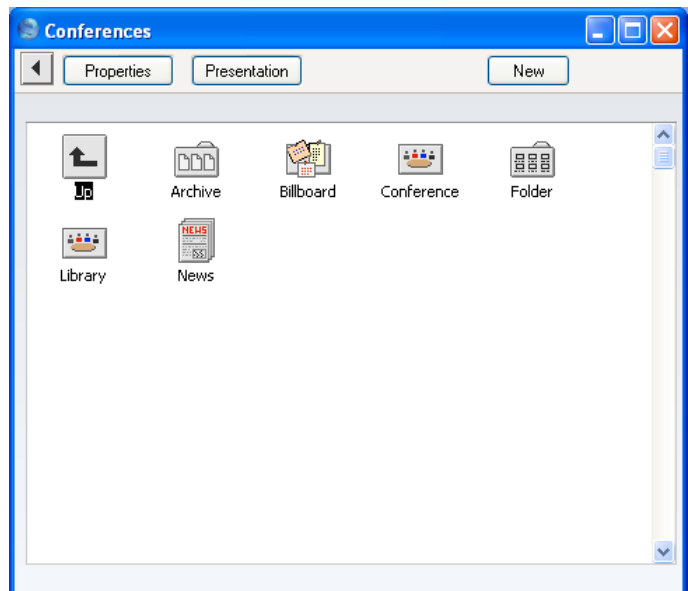 Conferences
Properties Presentation New
Up Archive Billboard Conference Folder
NEWS
Library News